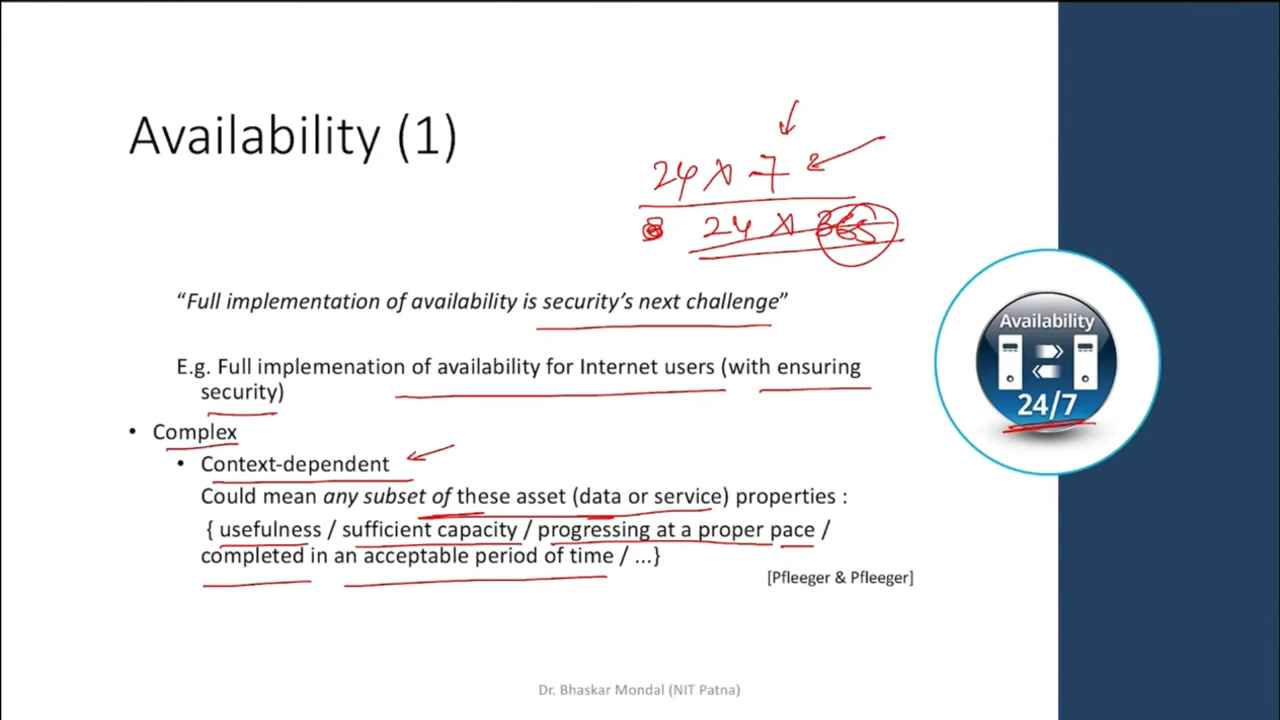 Availability (1)
24 x 7
24 x 365
“Full implementation of availability is security’s next challenge”
E.g. Full implemenation of availability for Internet users (with ensuring
security)
• Complex
• Context-dependent
Could mean any subset of these asset (data or service) properties :
{ usefulness / sufficient capacity / progressing at a proper pace /
completed in an acceptable period of time / ...}
[Pfleeger & Pfleeger]
Availability
24/7
Dr. Bhaskar Mondal (NIT Patna)